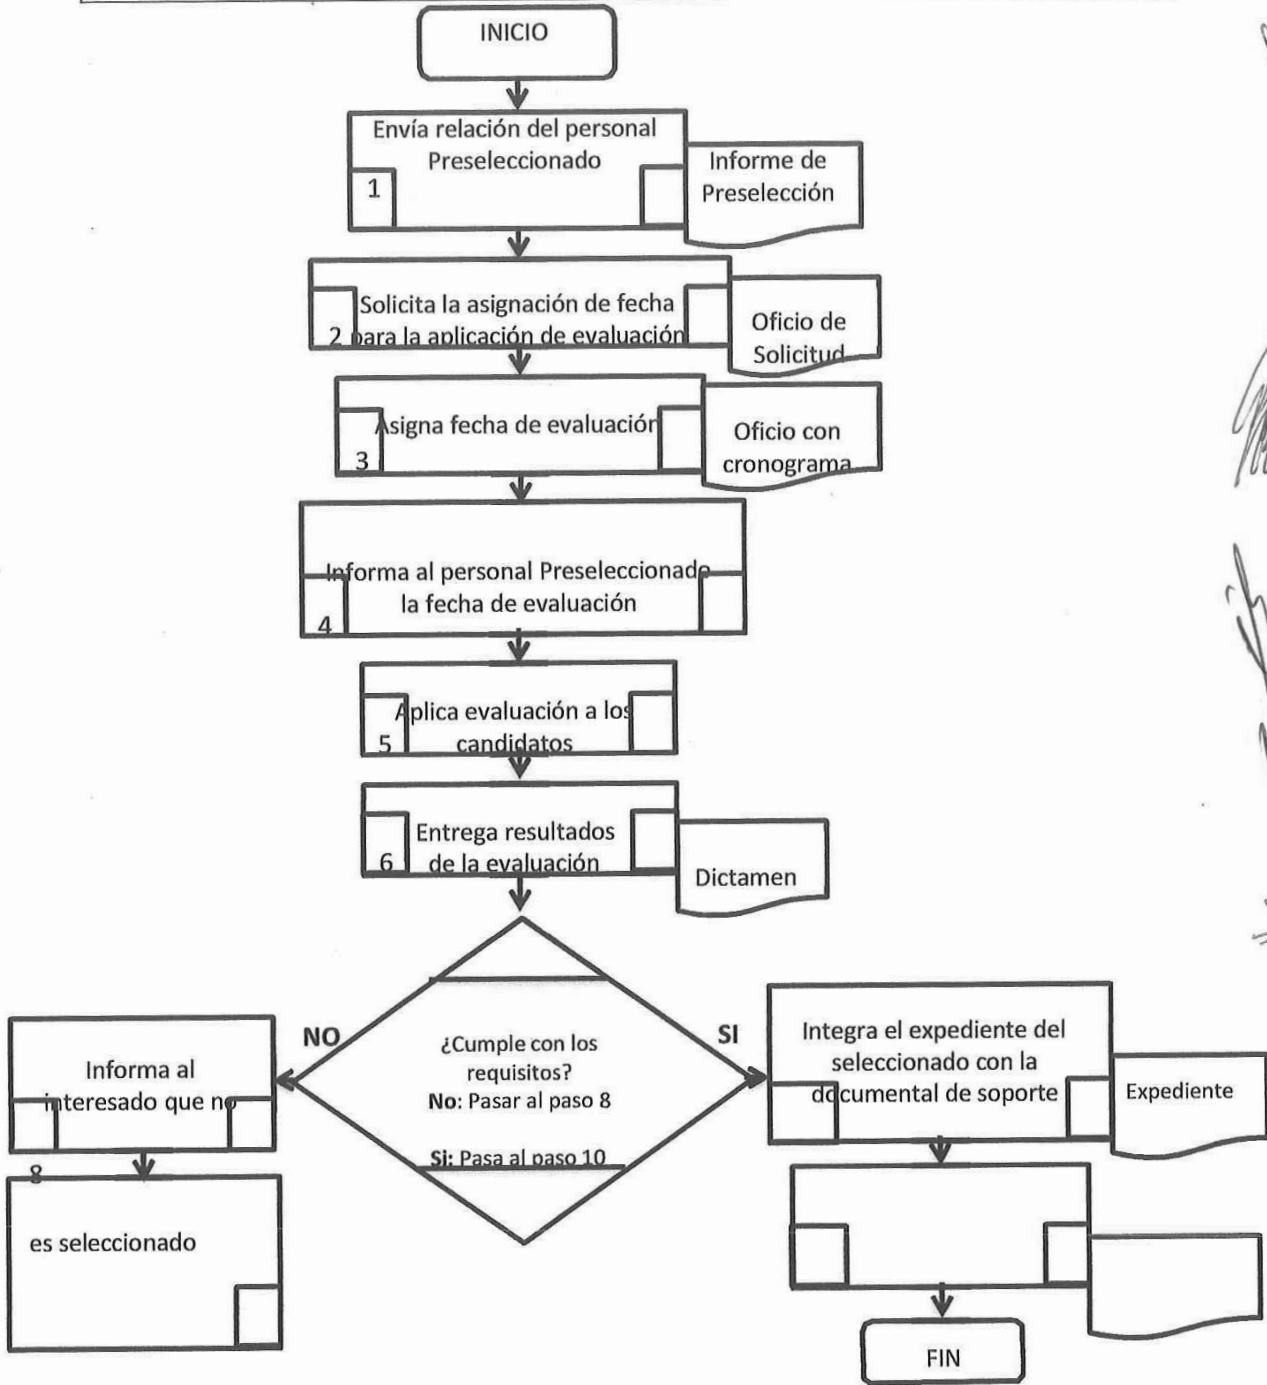 INICIO
Envía relación del personal
Preseleccionado
1
Informe de
Preselección
Solicita la asignación de fecha
2 para la aplicación de evaluación
Oficio de
Solicitud
Asigna fecha de evaluación
3
Oficio con
cronograma
Informa al personal Preseleccionado
la fecha de evaluación
4
Aplica evaluación a los
5 candidatos
Entrega resultados
6 de la evaluación
Dictamen
NO
¿Cumple con los
requisitos?
No: Pasar al paso 8
Si: Pasa al paso 10
SI
Informa al
interesado que no
8
es seleccionado
Integra el expediente del
seleccionado con la
documental de soporte
Expediente
FIN